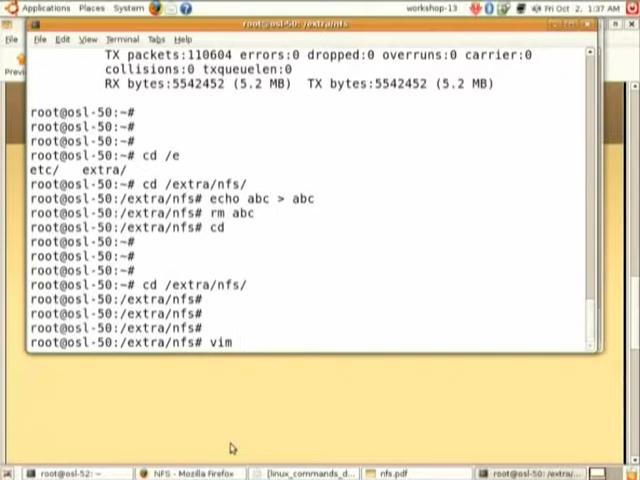 Applications Places System workshop-13 Fri Oct 2, 1:37 AM
root@osl-50: /extra/nfs
File Edit View Terminal Tabs Help
TX packets:110604 errors:0 dropped:0 overruns:0 carrier:0
collisions:0 txqueuelen:0
RX bytes:5542452 (5.2 MB) TX bytes:5542452 (5.2 MB)
root@osl-50:~#
root@osl-50:~#
root@osl-50:~#
root@osl-50:~# cd /e
etc/ extra/
root@osl-50:~# cd /extra/nfs/
root@osl-50:/extra/nfs# echo abc > abc
root@osl-50:/extra/nfs# rm abc
root@osl-50:/extra/nfs# cd
root@osl-50:~#
root@osl-50:~#
root@osl-50:~#
root@osl-50:~# cd /extra/nfs/
root@osl-50:/extra/nfs#
root@osl-50:/extra/nfs#
root@osl-50:/extra/nfs#
root@osl-50:/extra/nfs# vim
root@osl-52: ~ NFS - Mozilla Firefox [linux_commands_d... nfs.pdf root@osl-50: /extra/...